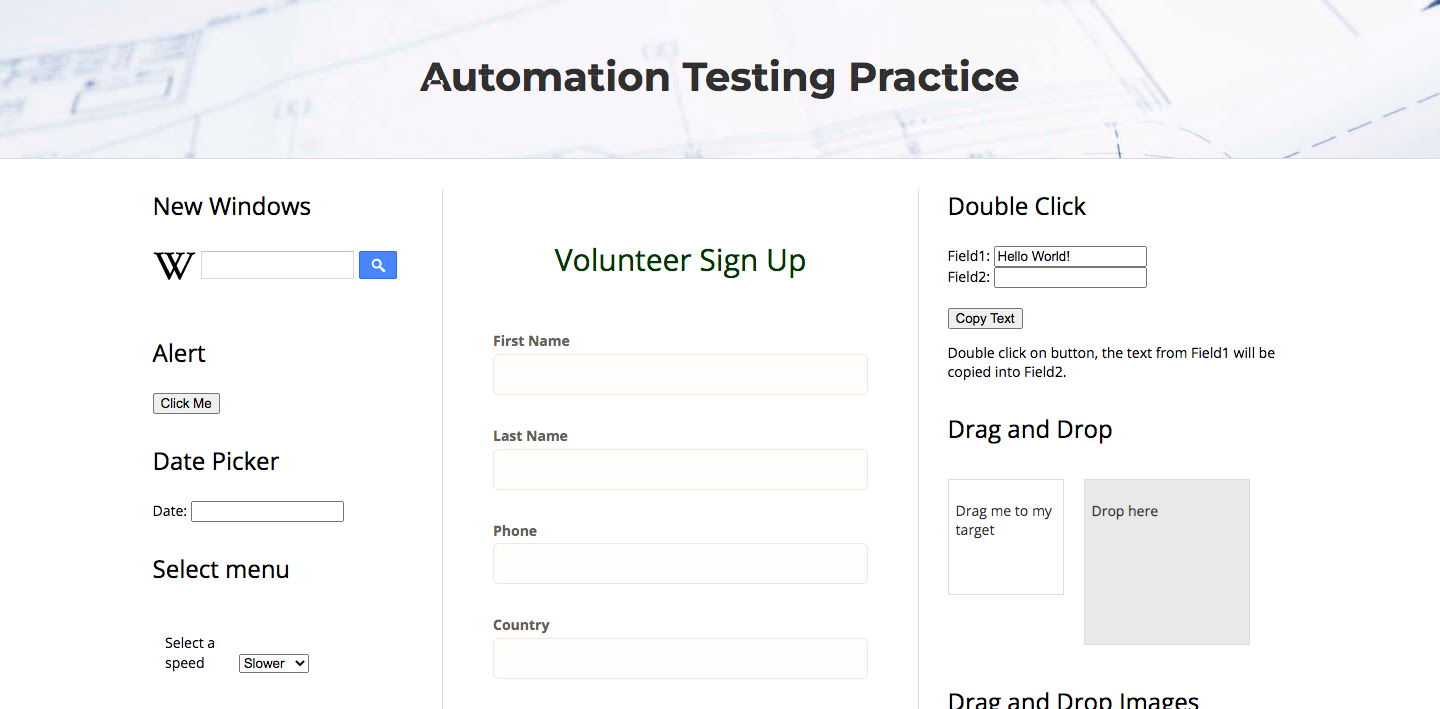 Automation Testing Practice
New Windows
Alert
Click Me
Date Picker
Date:
Select menu
Select a
speed
Slower
Volunteer Sign Up
First Name
Last Name
Phone
Country
Double Click
Field1: Hello World!
Field2:
Copy Text
Double click on button, the text from Field1 will be
copied into Field2.
Drag and Drop
Drag me to my
target
Drop here
Drag and Drop Images